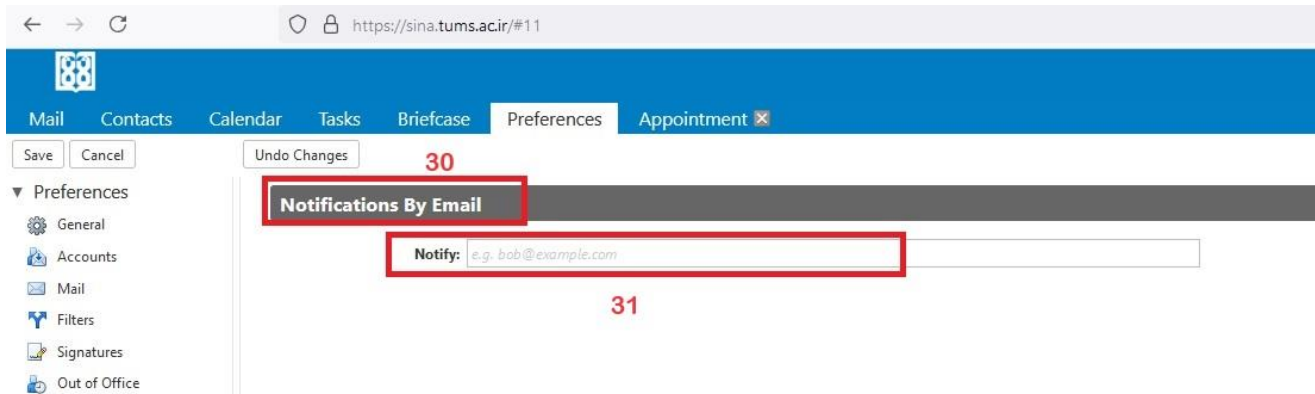 https://sina.tums.ac.ir/#11
Mail Contacts Calendar Tasks Briefcase Preferences Appointment
Save Cancel Undo Changes
30
Preferences
Notifications By Email
General
Notify: e.g. bob@example.com
Accounts
Mail
31
Filters
Signatures
Out of Office